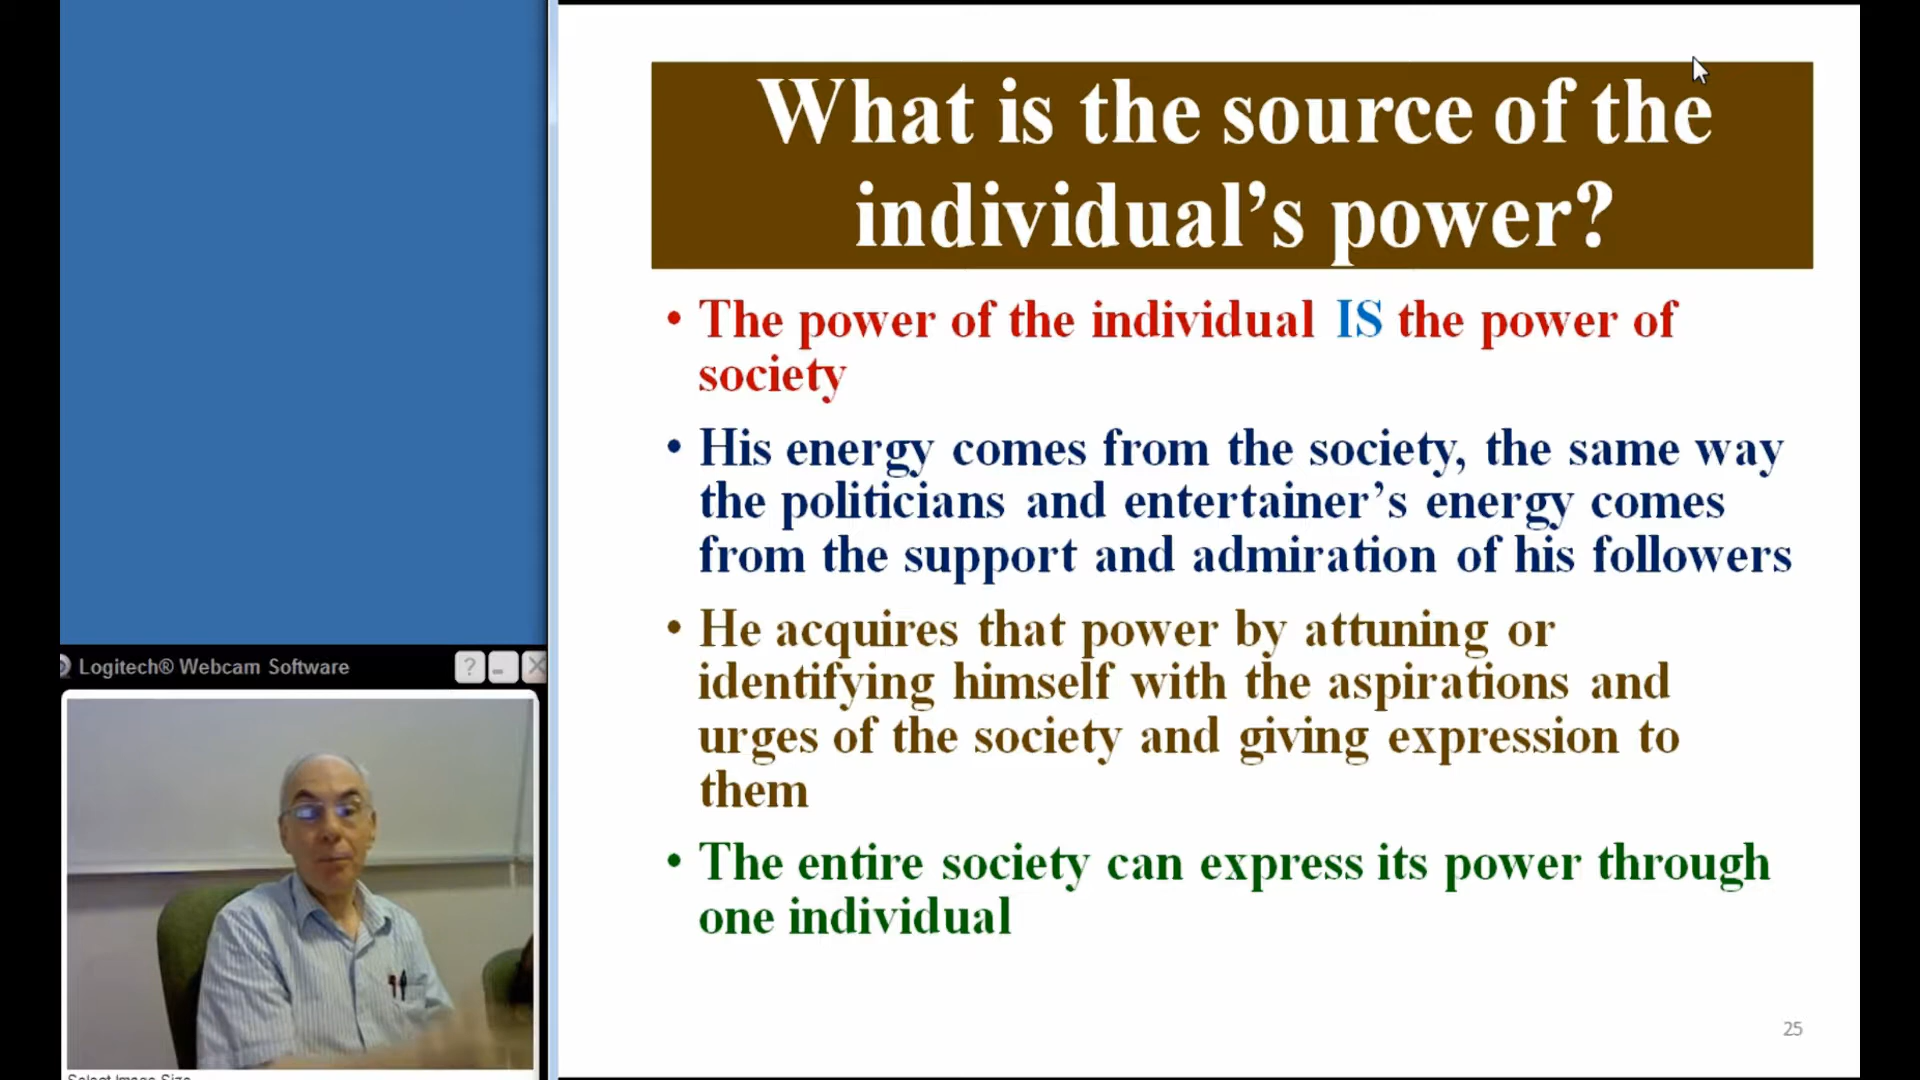 What is the source of the
individual’s power?
• The power of the individual IS the power of
society
• His energy comes from the society, the same way
the politicians and entertainer’s energy comes
from the support and admiration of his followers
• He acquires that power by attuning or
identifying himself with the aspirations and
urges of the society and giving expression to
them
• The entire society can express its power through
one individual
25
Logitech® Webcam Software
Select Image Size